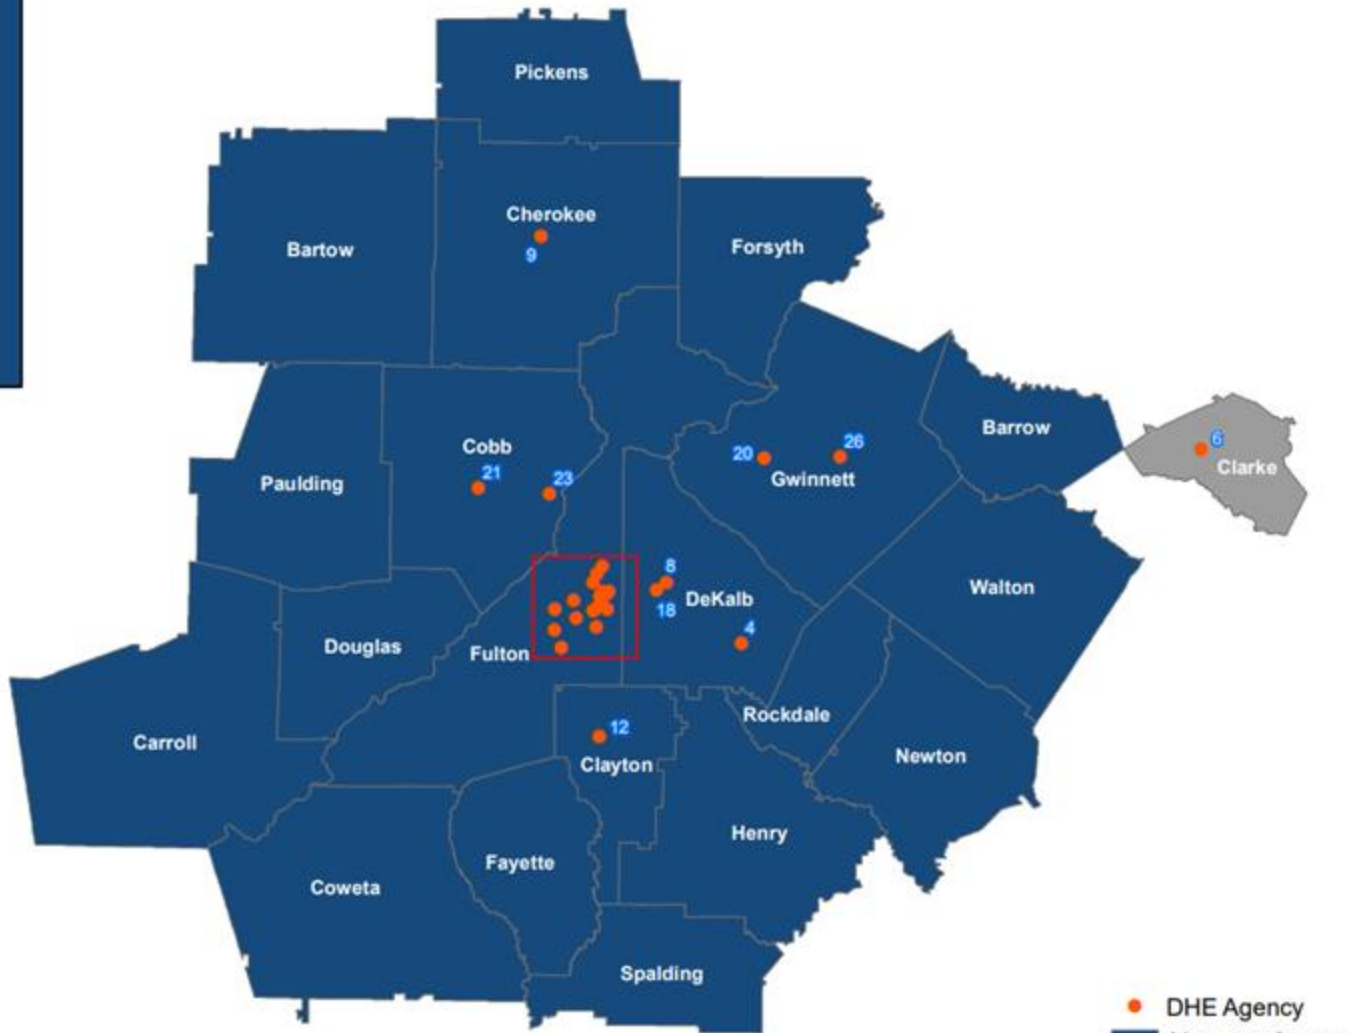 Pickens
Cherokee
9
Bartow
Forsyth
Barrow
6
Clarke
Cobb
21
23
20
26
Gwinnett
Paulding
8
DeKalb
18
Walton
4
Douglas
Fulton
Rockdale
12
Clayton
Carroll
Newton
Henry
Fayette
Coweta
Spalding
DHE Agency